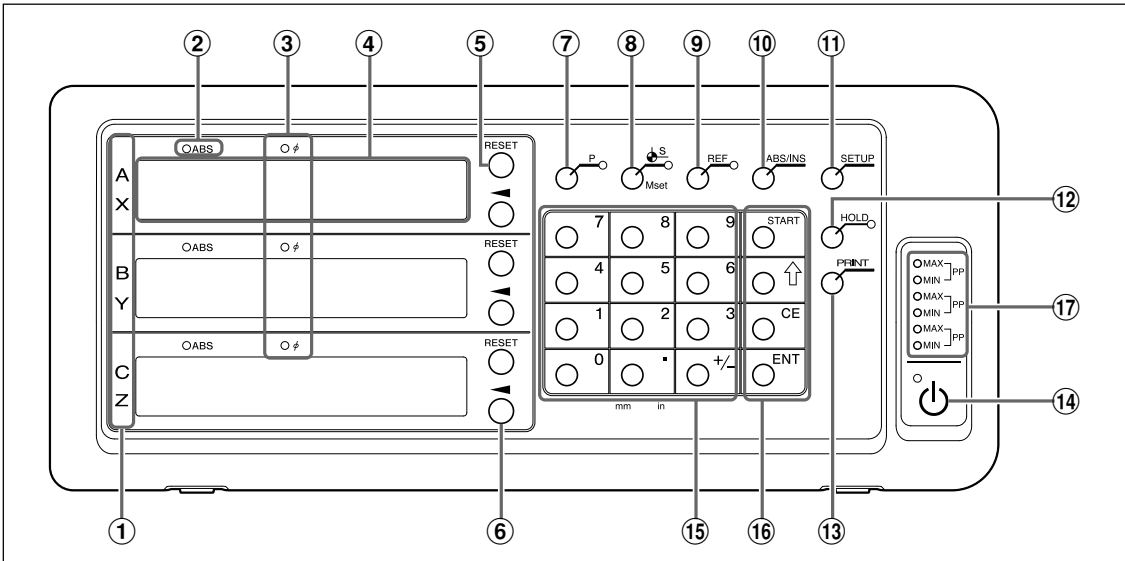 ② ③ ④ ⑤ ⑦ ⑧ ⑨ ⑩ ⑪
ABS ϕ RESET
A
X
P
S
Mset
REF
ABS/INS
SETUP
HOLD
⑫
PRINT
ABS ϕ RESET
B
Y
ABS ϕ RESET
C
Z
7 8 9 START
4 5 6 ⇧
1 2 3 CE
0 . +/− ENT
mm in
MAX
MIN PP
MAX
MIN PP
MAX
MIN PP
⑰
⑭
① ⑥ ⑮ ⑯ ⑬